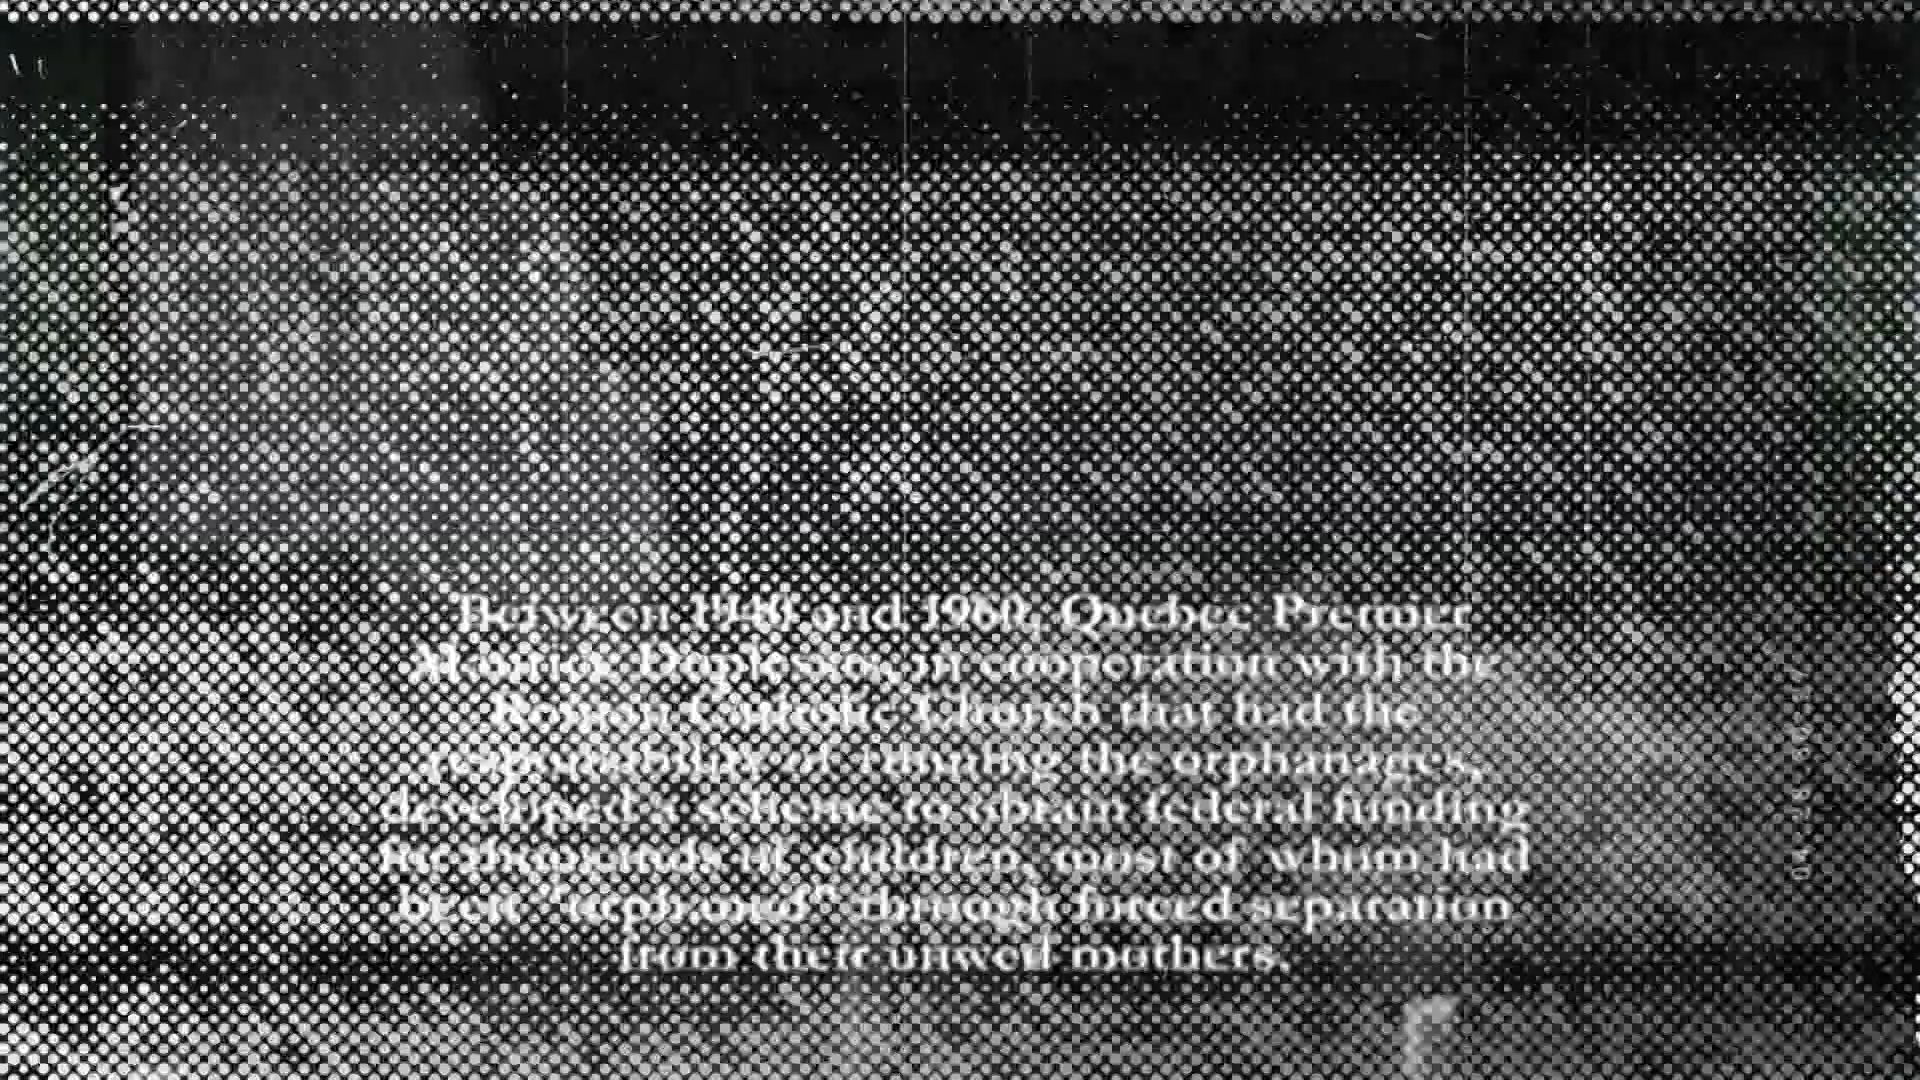 Between 1940 and 1960, Quebec Premier
Maurice Duplessis, in cooperation with the
Roman Catholic Church that had the
responsibility of running the orphanages,
developed a scheme to obtain federal funding
for thousands of children, most of whom had
been "orphaned" through forced separation
from their unwed mothers.